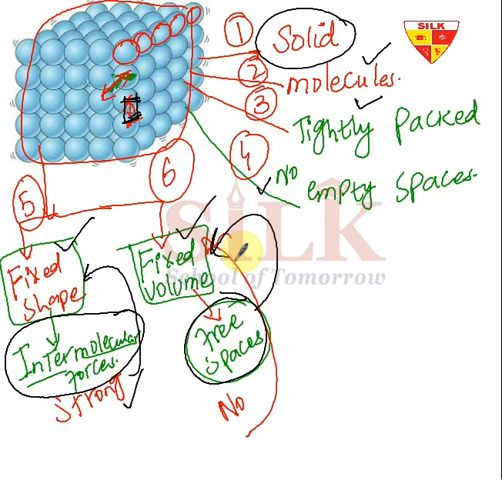 SILK
1 Solid
2 molecules.
3 Tightly Packed
4 No empty Spaces.
5
6
SILK
School of Tomorrow
Fixed Shape
Fixed Volume
Intermolecular forces.
Strong
free Spaces
No